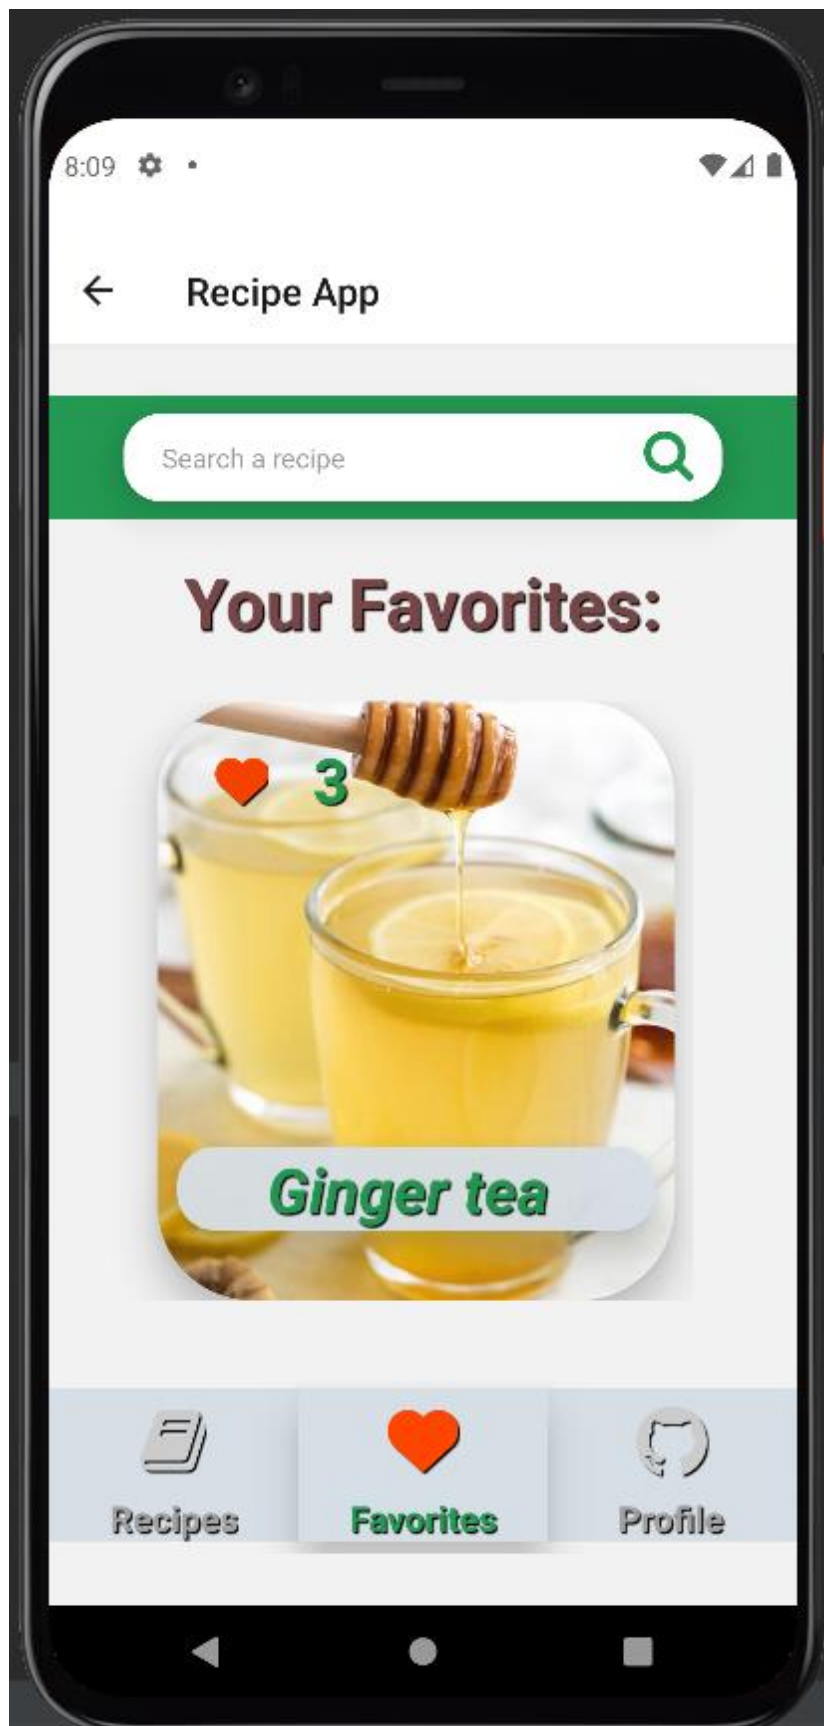 8:09
Recipe App
Search a recipe
Your Favorites:
3
Ginger tea
Recipes Favorites Profile